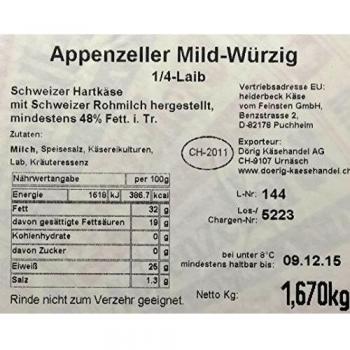 Appenzeller Mild-Würzig
1/4-Laib
Schweizer Hartkäse
mit Schweizer Rohmilch hergestellt,
mindestens 48% Fett. i. Tr.
Zutaten:
Milch, Speisesalz, Käsereikulturen,
Lab, Kräuteressenz
Nährwertangabe per 100g
Energie 1618 kJ 386.7 kcal
Fett 32 g
davon gesättigte Fettsäuren 19 g
Kohlenhydrate 0 g
davon Zucker 0 g
Eiweiß 25 g
Salz 1.3 g
Rinde nicht zum Verzehr geeignet.
CH-2011
Vertriebsadresse EU:
heiderbeck Käse
vom Feinsten GmbH,
Benzstrasse 2,
D-82178 Puchheim
Exporteur:
Dörig Käsehandel AG
CH-9107 Urnäsch
www.doerig-kaesehandel.ch
L-Nr: 144
Los-/
Chargen-Nr: 5223
bei unter 8°C
mindestens haltbar bis: 09.12.15
Netto Kg: 1,670kg